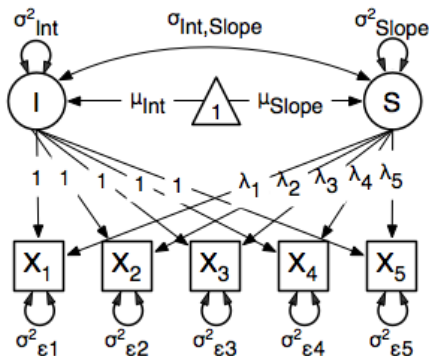 σ²Int σInt,Slope σ²Slope
I μInt 1 μSlope S
1 1 1 1 1 λ1 λ2 λ3 λ4 λ5
X1 X2 X3 X4 X5
σ²ε1 σ²ε2 σ²ε3 σ²ε4 σ²ε5